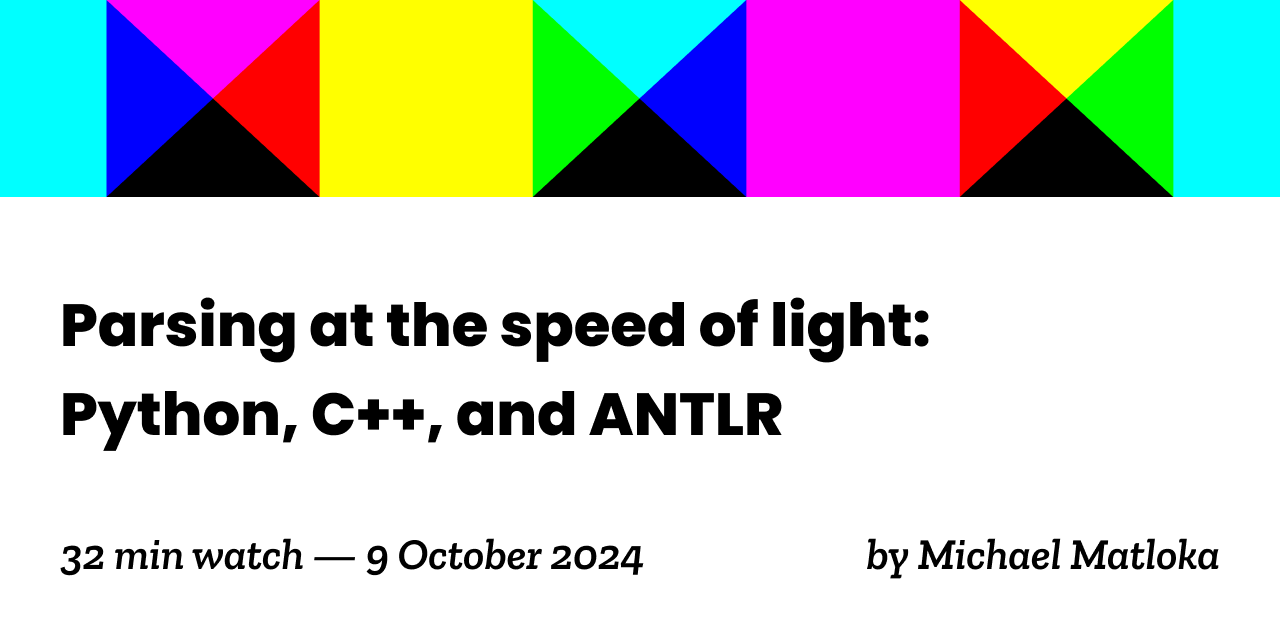 Parsing at the speed of light:
Python, C++, and ANTLR
32 min watch — 9 October 2024
by Michael Matloka